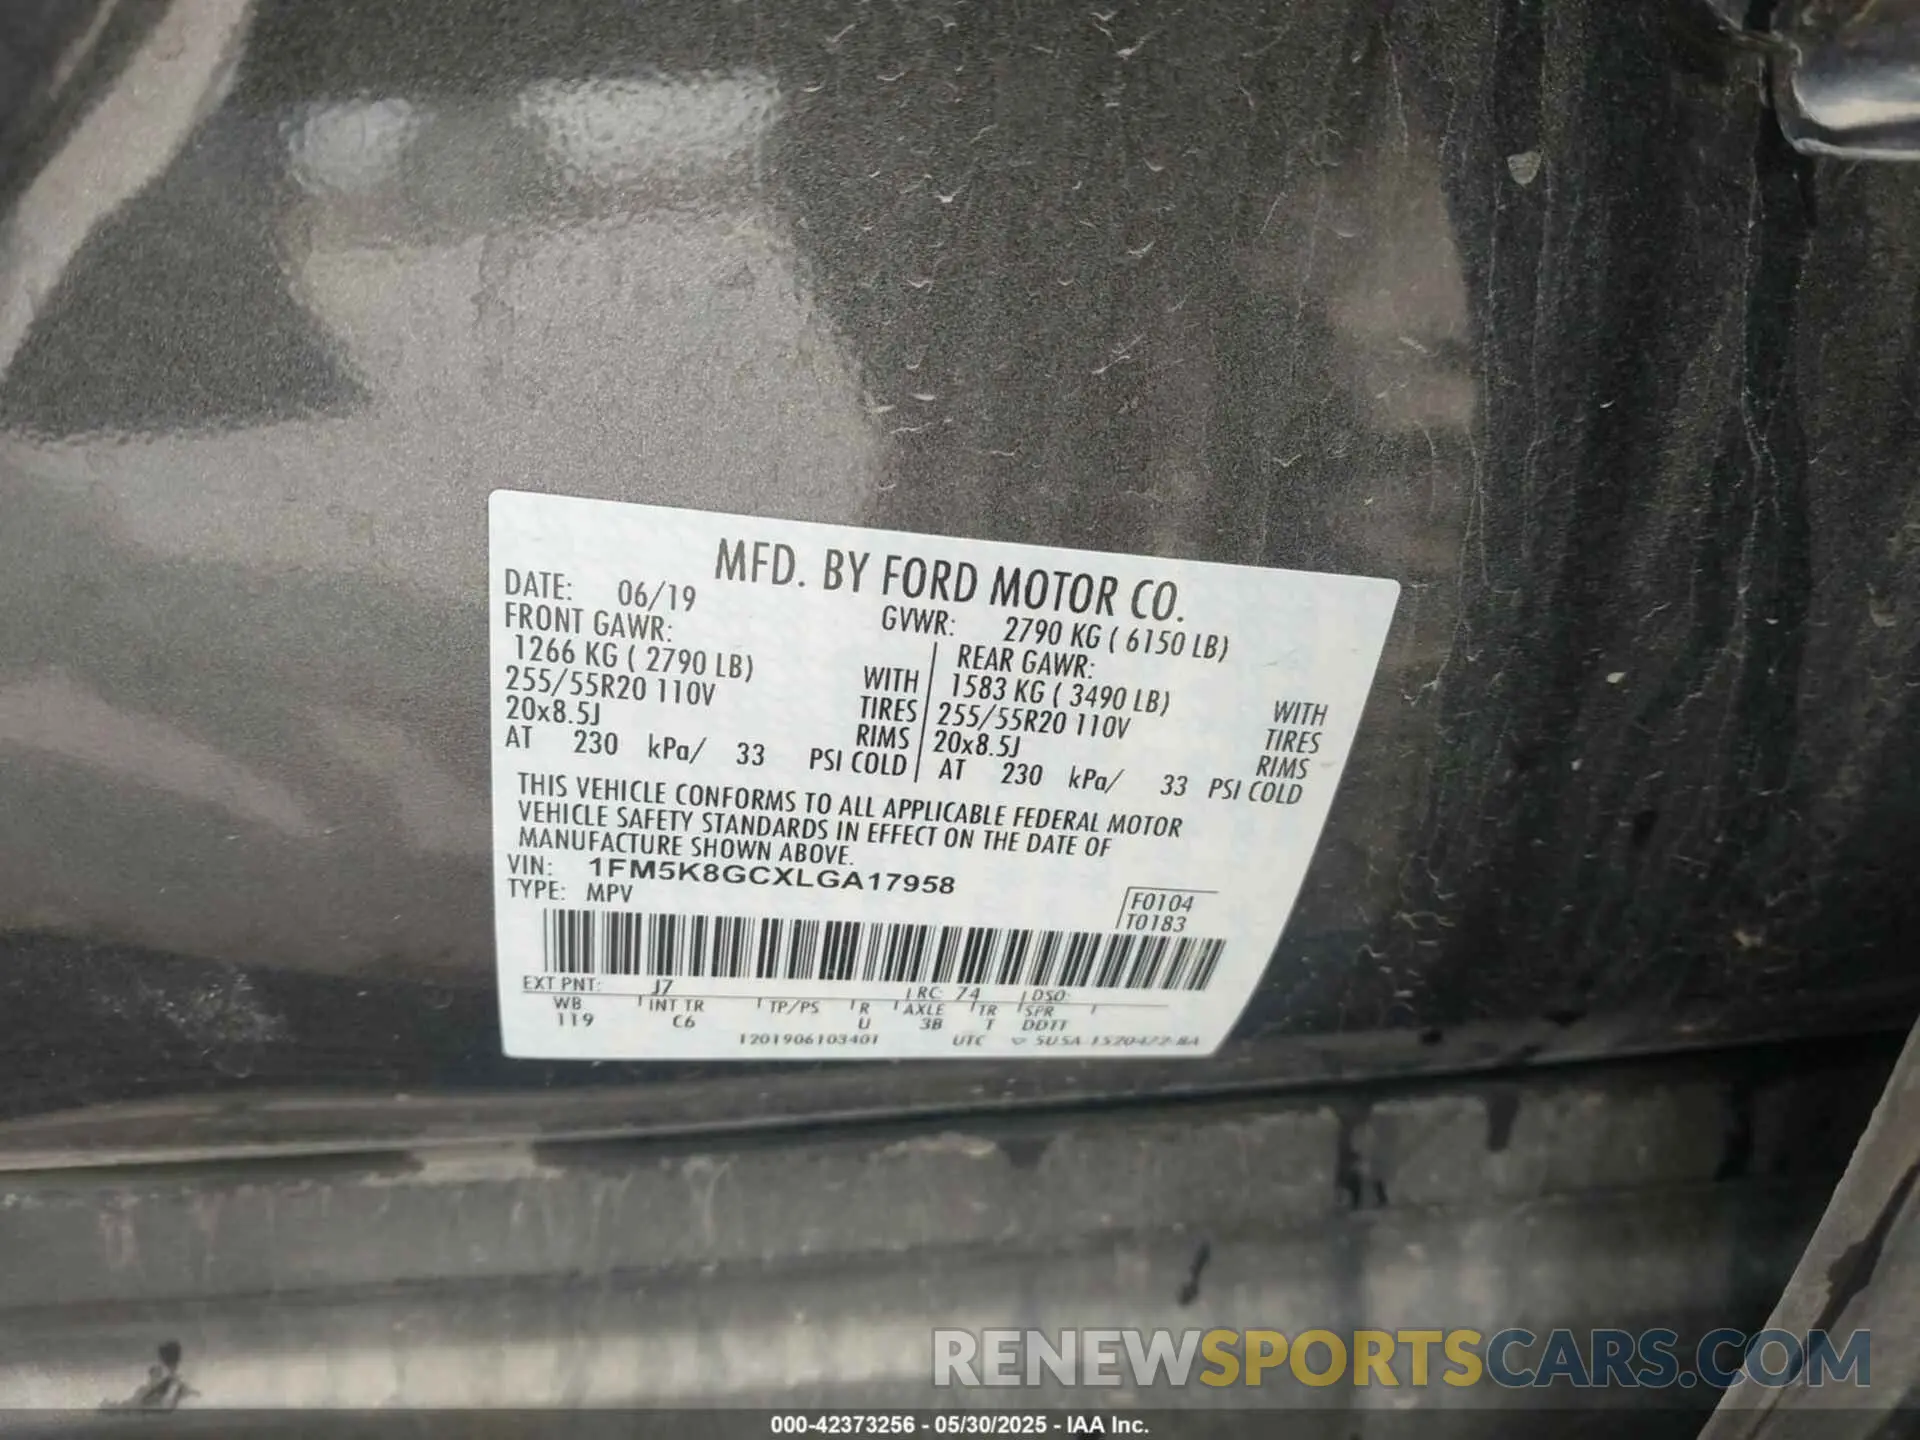 MFD. BY FORD MOTOR CO.
DATE: 06/19 GVWR: 2790 KG ( 6150 LB)
FRONT GAWR: REAR GAWR:
1266 KG ( 2790 LB) WITH 1583 KG ( 3490 LB) WITH
255/55R20 110V TIRES 255/55R20 110V TIRES
20x8.5J RIMS 20x8.5J RIMS
AT 230 kPa/ 33 PSI COLD AT 230 kPa/ 33 PSI COLD
THIS VEHICLE CONFORMS TO ALL APPLICABLE FEDERAL MOTOR
VEHICLE SAFETY STANDARDS IN EFFECT ON THE DATE OF
MANUFACTURE SHOWN ABOVE.
VIN: 1FM5K8GCXLGA17958
TYPE: MPV
F0104
T0183
EXT PNT: J7 RC: 74 DSO:
WB INT TR TP/PS R AXLE TR SPR
119 C6 U 3B T DDTT
1201906103401 UTC
RENEWSPORTSCARS.COM
000-42373256 - 05/30/2025 - IAA Inc.